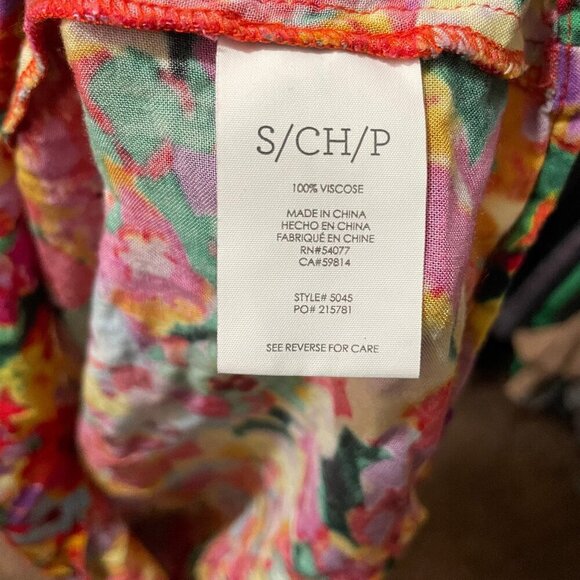 S/CH/P
100% VISCOSE
MADE IN CHINA
HECHO EN CHINA
FABRIQUÉ EN CHINE
RN#54077
CA#59814
STYLE# 5045
PO# 215781
SEE REVERSE FOR CARE